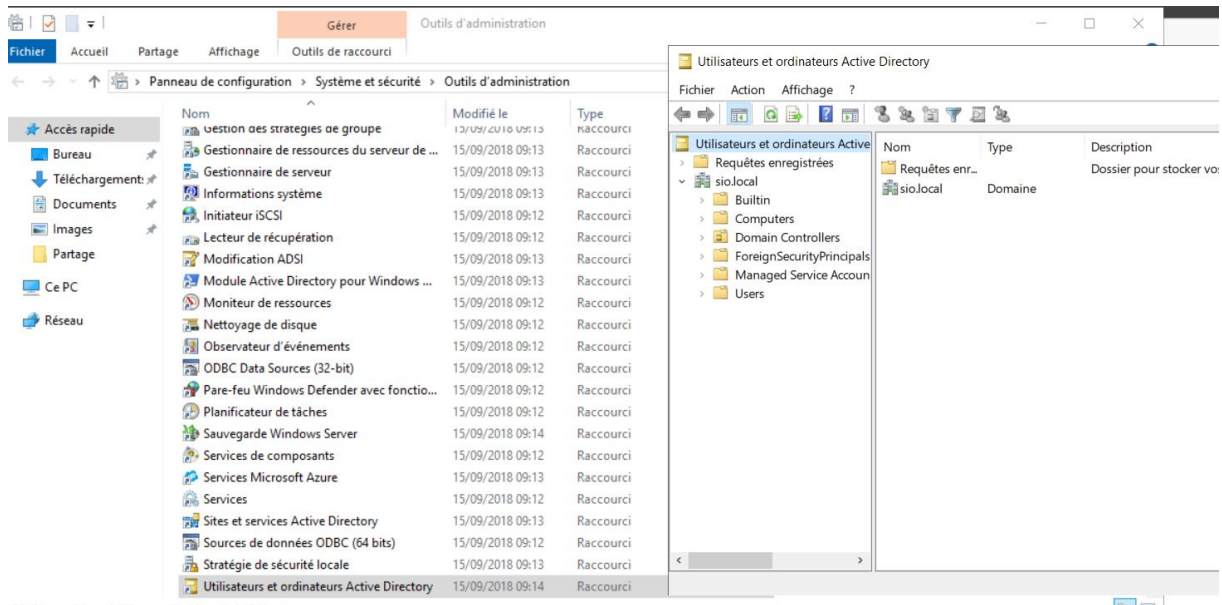 Gérer
Outils d'administration
Fichier Accueil Partage Affichage Outils de raccourci
Panneau de configuration > Système et sécurité > Outils d'administration
Accès rapide
Bureau
Téléchargement:
Documents
Images
Partage
Ce PC
Réseau
Nom Modifié le Type
Gestion des stratégies de groupe 15/09/2018 09:13 Raccourci
Gestionnaire de ressources du serveur de ... 15/09/2018 09:13 Raccourci
Gestionnaire de serveur 15/09/2018 09:13 Raccourci
Informations système 15/09/2018 09:13 Raccourci
Initiateur iSCSI 15/09/2018 09:12 Raccourci
Lecteur de récupération 15/09/2018 09:12 Raccourci
Modification ADSI 15/09/2018 09:13 Raccourci
Module Active Directory pour Windows ... 15/09/2018 09:13 Raccourci
Moniteur de ressources 15/09/2018 09:12 Raccourci
Nettoyage de disque 15/09/2018 09:12 Raccourci
Observateur d'événements 15/09/2018 09:12 Raccourci
ODBC Data Sources (32-bit) 15/09/2018 09:12 Raccourci
Pare-feu Windows Defender avec fonctio... 15/09/2018 09:12 Raccourci
Planificateur de tâches 15/09/2018 09:12 Raccourci
Sauvegarde Windows Server 15/09/2018 09:14 Raccourci
Services de composants 15/09/2018 09:12 Raccourci
Services Microsoft Azure 15/09/2018 09:13 Raccourci
Services 15/09/2018 09:12 Raccourci
Sites et services Active Directory 15/09/2018 09:13 Raccourci
Sources de données ODBC (64 bits) 15/09/2018 09:12 Raccourci
Stratégie de sécurité locale 15/09/2018 09:13 Raccourci
Utilisateurs et ordinateurs Active Directory 15/09/2018 09:14 Raccourci
Utilisateurs et ordinateurs Active Directory
Fichier Action Affichage ?
Utilisateurs et ordinateurs Active
Requêtes enregistrées
sio.local
Builtin
Computers
Domain Controllers
ForeignSecurityPrincipals
Managed Service Accoun
Users
Nom Type Description
Requêtes enr... Dossier pour stocker vos
sio.local Domaine